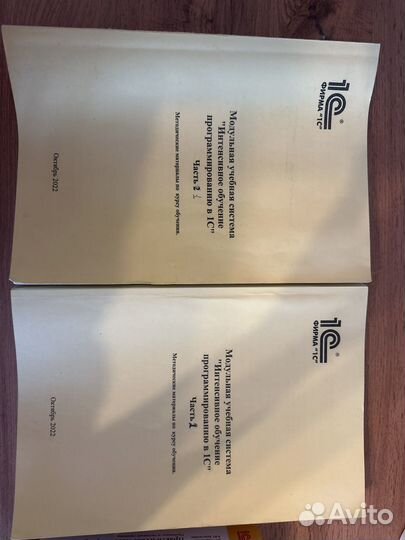 1С®
ФИРМА "1С"
Модульная учебная система
"Интенсивное обучение
программированию в 1С"
Часть 2
Методические материалы по курсу обучения.
Октябрь 2022
1С®
ФИРМА "1С"
Модульная учебная система
"Интенсивное обучение
программированию в 1С"
Часть
Методические материалы по курсу обучения.
Октябрь 2022
Avito